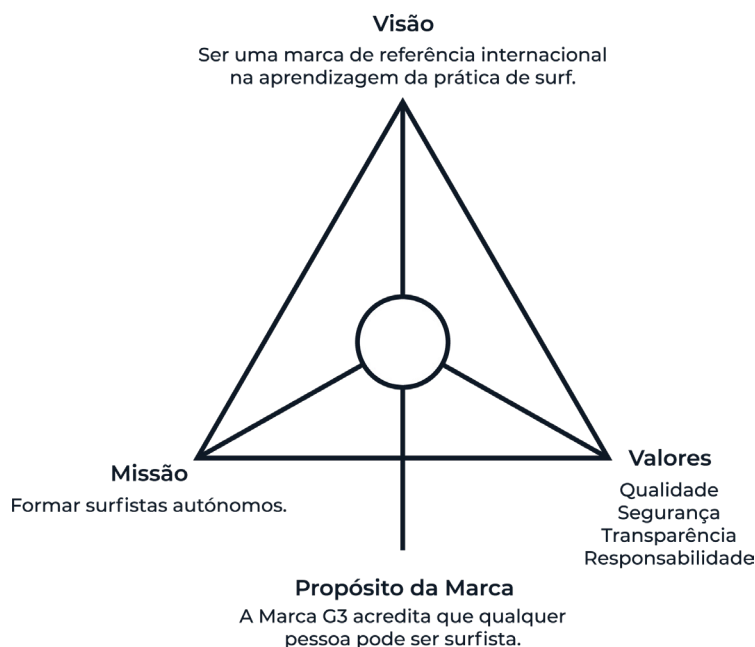 Visão
Ser uma marca de referência internacional
na aprendizagem da prática de surf.
Missão
Formar surfistas autónomos.
Valores
Qualidade
Segurança
Transparência
Responsabilidade
Propósito da Marca
A Marca G3 acredita que qualquer
pessoa pode ser surfista.